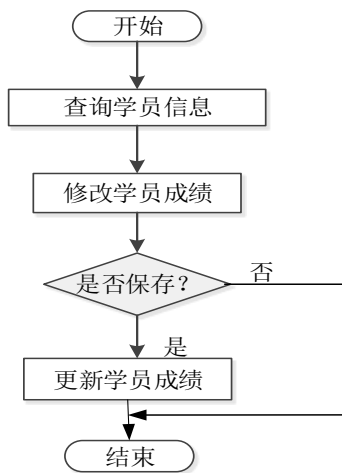 开始
查询学员信息
修改学员成绩
是否保存？
否
是
更新学员成绩
结束